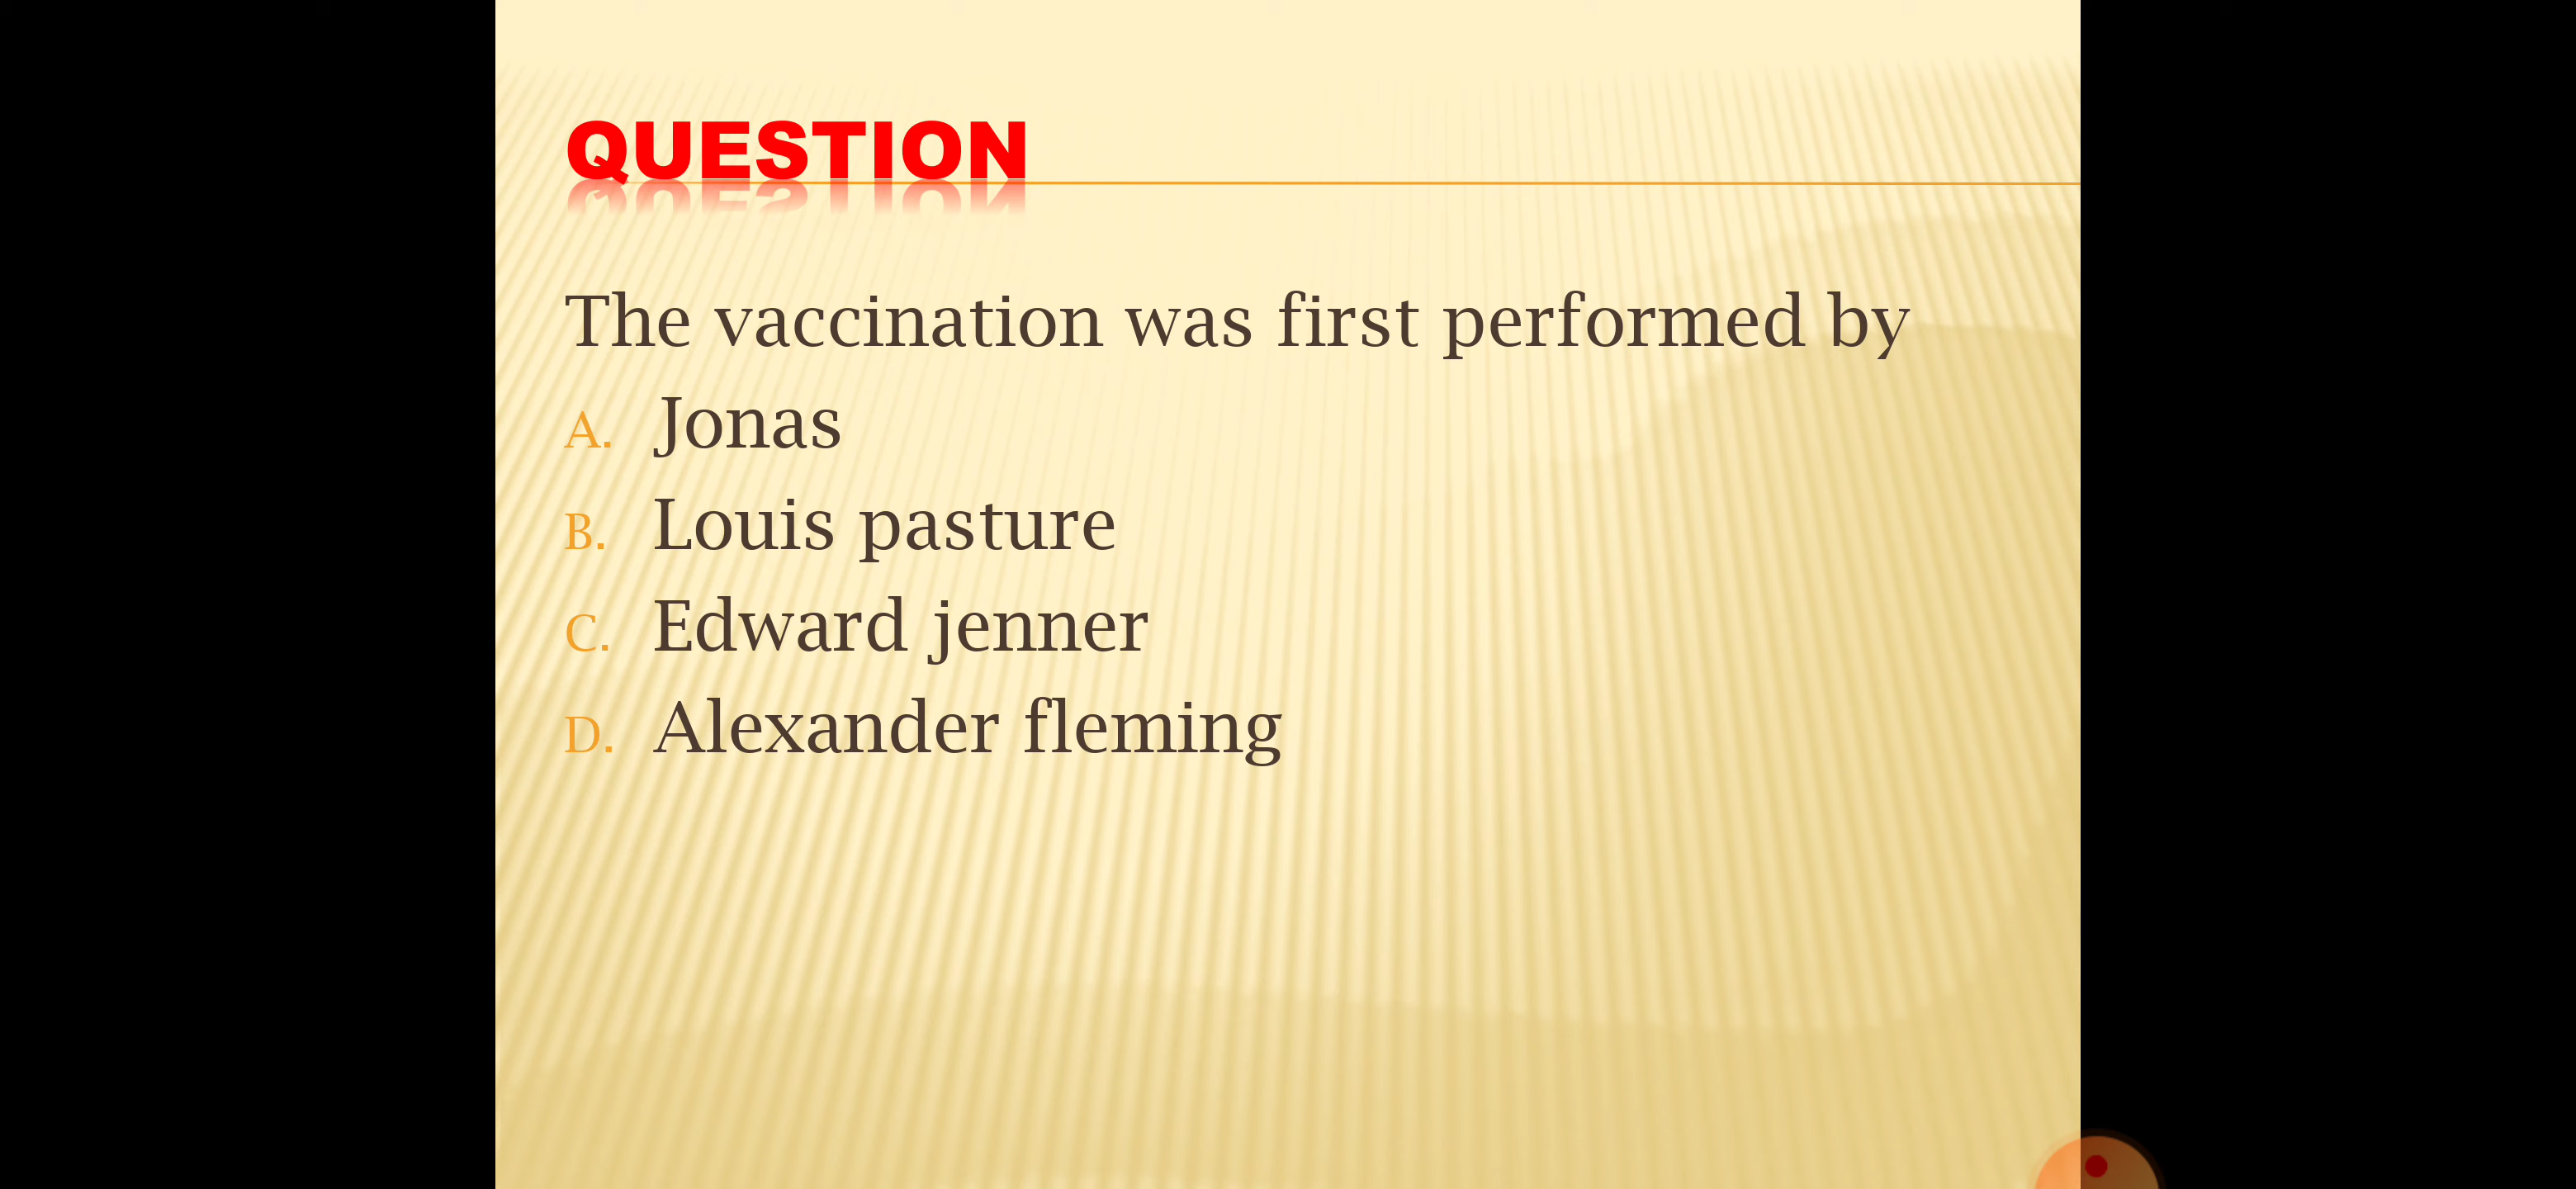 QUESTION
The vaccination was first performed by
A. Jonas
B. Louis pasture
C. Edward jenner
D. Alexander fleming